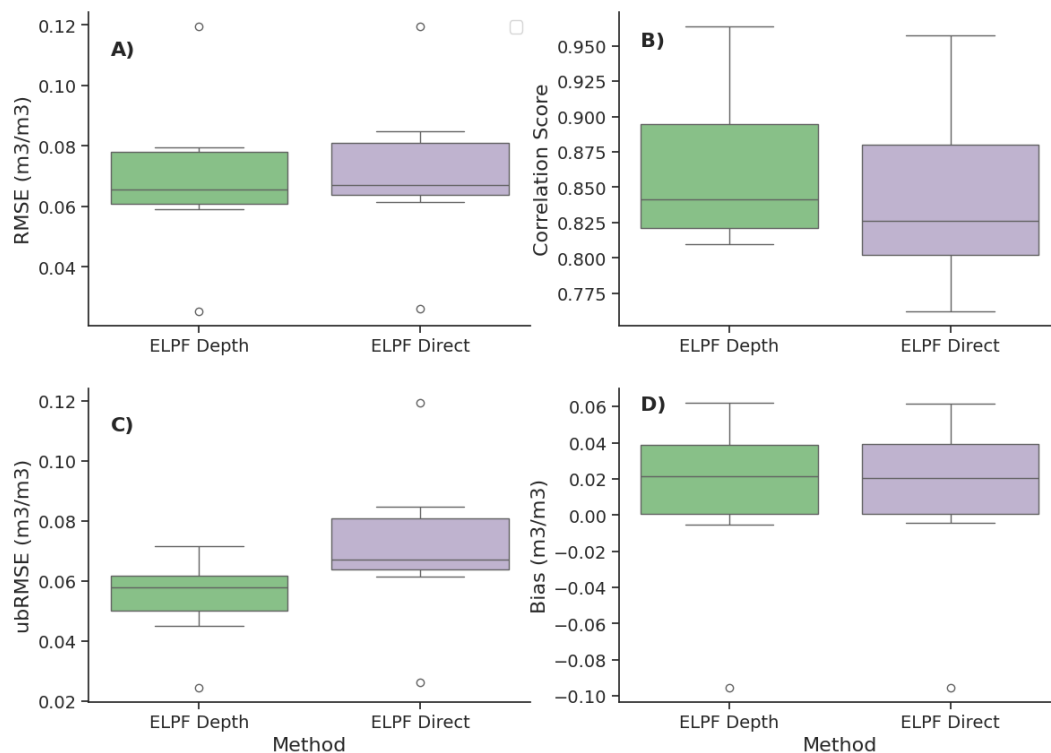 A)
RMSE (m3/m3)
0.12
0.10
0.08
0.06
0.04
ELPF Depth
ELPF Direct
B)
Correlation Score
0.950
0.925
0.900
0.875
0.850
0.825
0.800
0.775
ELPF Depth
ELPF Direct
C)
ubRMSE (m3/m3)
0.12
0.10
0.08
0.06
0.04
0.02
ELPF Depth
ELPF Direct
Method
D)
Bias (m3/m3)
0.06
0.04
0.02
0.00
−0.02
−0.04
−0.06
−0.08
−0.10
ELPF Depth
ELPF Direct
Method